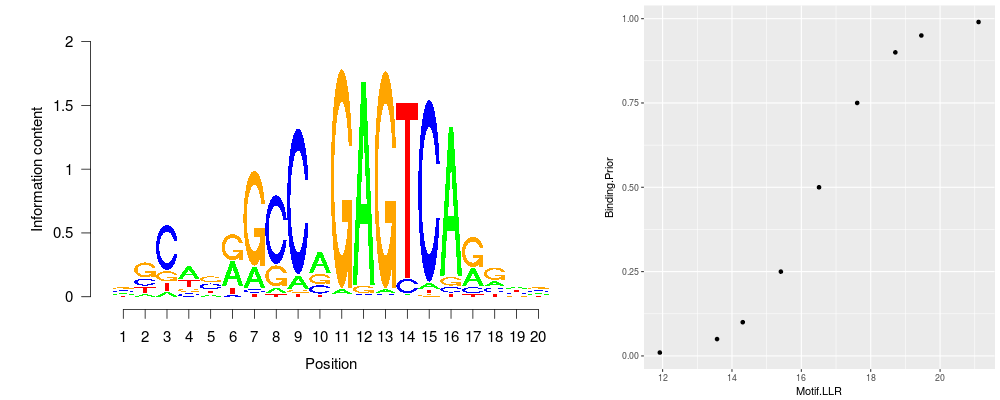 2
1.5
1
0.5
0
Information content
1 2 3 4 5 6 7 8 9 10 11 12 13 14 15 16 17 18 19 20
Position
G C A G G C C A G A G T C A G
1.00
0.75
0.50
0.25
0.00
Binding.Prior
12 14 16 18 20
Motif.LLR